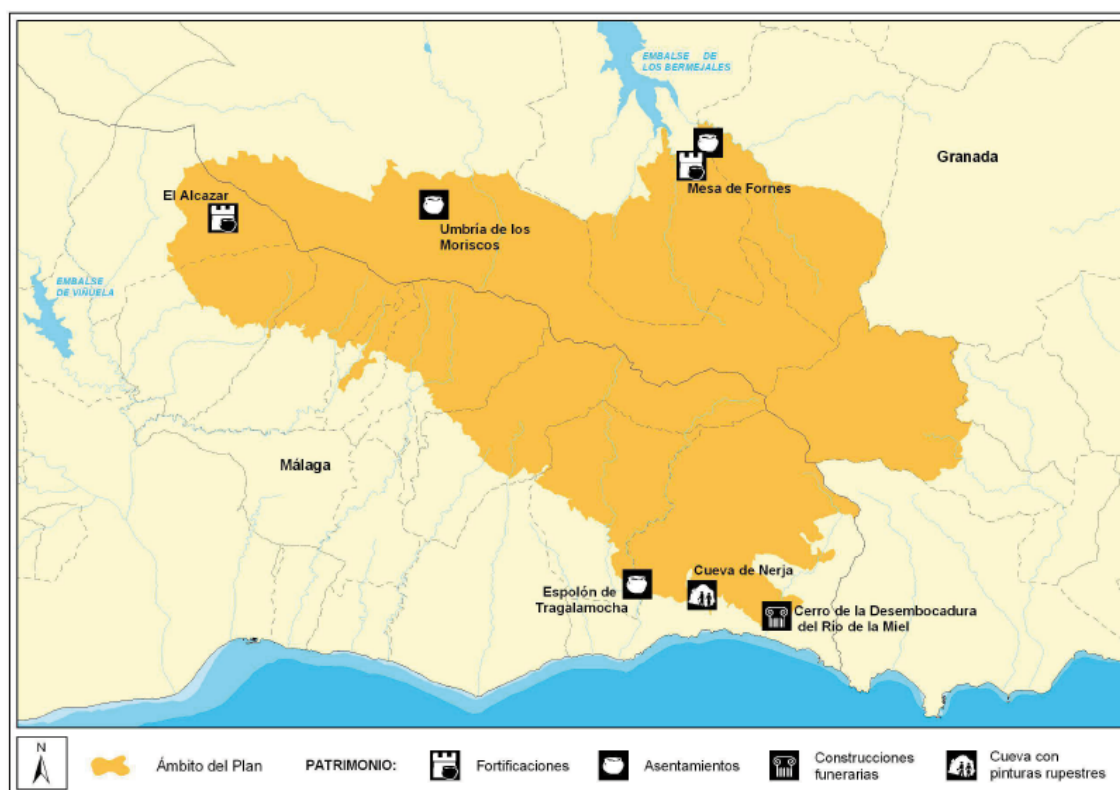 EMBALSE DE
LOS BERMEJALES
Granada
Mesa de Fornes
El Alcazar
Umbría de los
Moriscos
EMBALSE
DE VIÑUELA
Málaga
Cueva de Nerja
Espolón de
Tragalamocha
Cerro de la Desembocadura
del Río de la Miel
N
Ámbito del Plan
PATRIMONIO:
Fortificaciones
Asentamientos
Construcciones
funerarias
Cueva con
pinturas rupestres